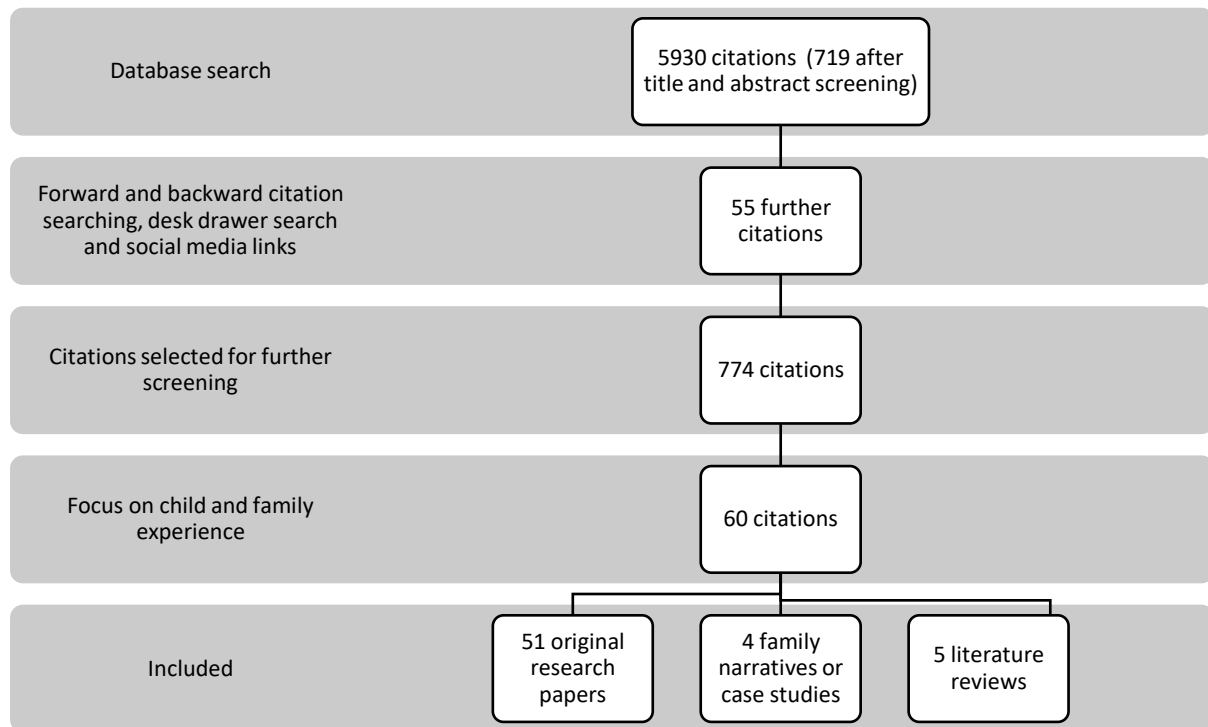 Database search
5930 citations (719 after
title and abstract screening)
Forward and backward citation
searching, desk drawer search
and social media links
55 further
citations
Citations selected for further
screening
774 citations
Focus on child and family
experience
60 citations
Included
51 original
research
papers
4 family
narratives or
case studies
5 literature
reviews